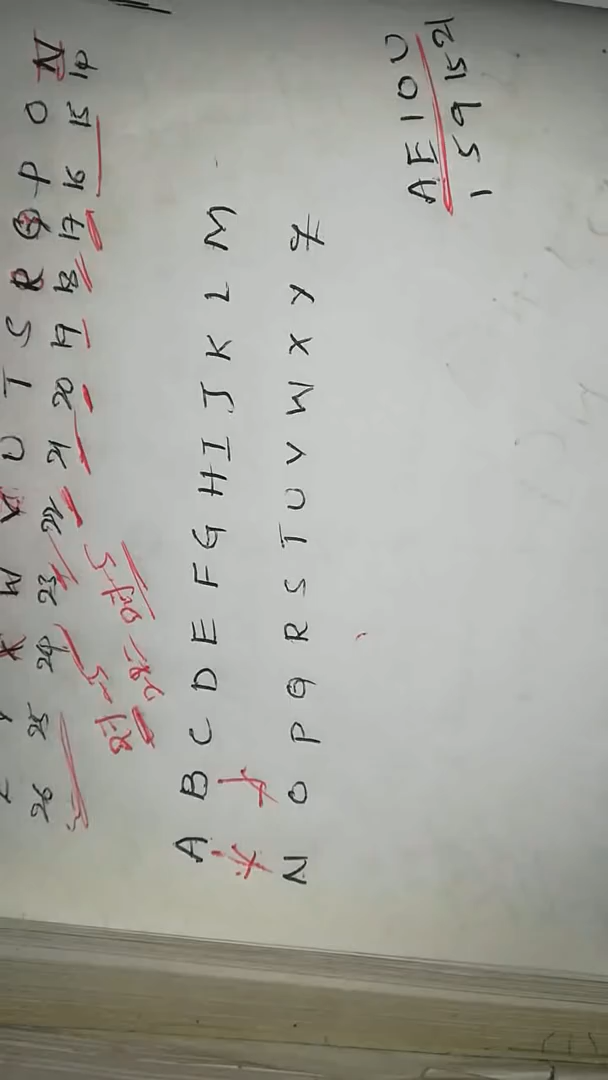 Z Y X W V U T S R Q P O N
26 25 24 23 22 21 20 19 18 17 16 15 14
A B C D E F G H I J K L M
N O P Q R S T U V W X Y Z
A E I O U
1 5 9 15 21